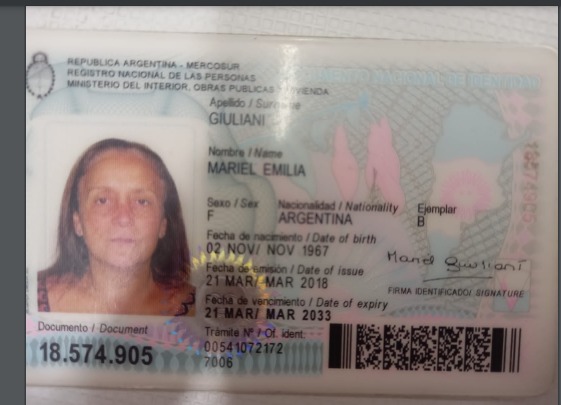 REPUBLICA ARGENTINA - MERCOSUR
REGISTRO NACIONAL DE LAS PERSONAS
MINISTERIO DEL INTERIOR, OBRAS PUBLICAS Y VIVIENDA
DOCUMENTO NACIONAL DE IDENTIDAD
Apellido / Surname
GIULIANI
Nombre / Name
MARIEL EMILIA
Sexo / Sex Nacionalidad / Nationality Ejemplar
F ARGENTINA B
Fecha de nacimiento / Date of birth
02 NOV/ NOV 1967
Mariel Giuliani
Fecha de emisión / Date of issue
21 MAR/ MAR 2018
FIRMA IDENTIFICADO/ SIGNATURE
Fecha de vencimiento / Date of expiry
21 MAR/ MAR 2033
Documento / Document Trámite Nº / Of. ident.
18.574.905 00541072172
7006